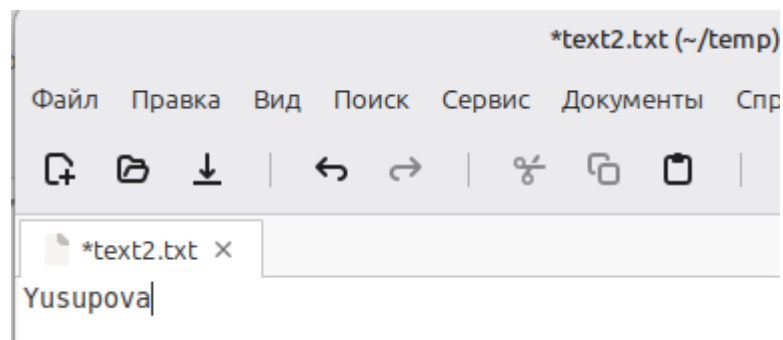 *text2.txt (~/temp)
Файл Правка Вид Поиск Сервис Документы Спр
*text2.txt
Yusupova